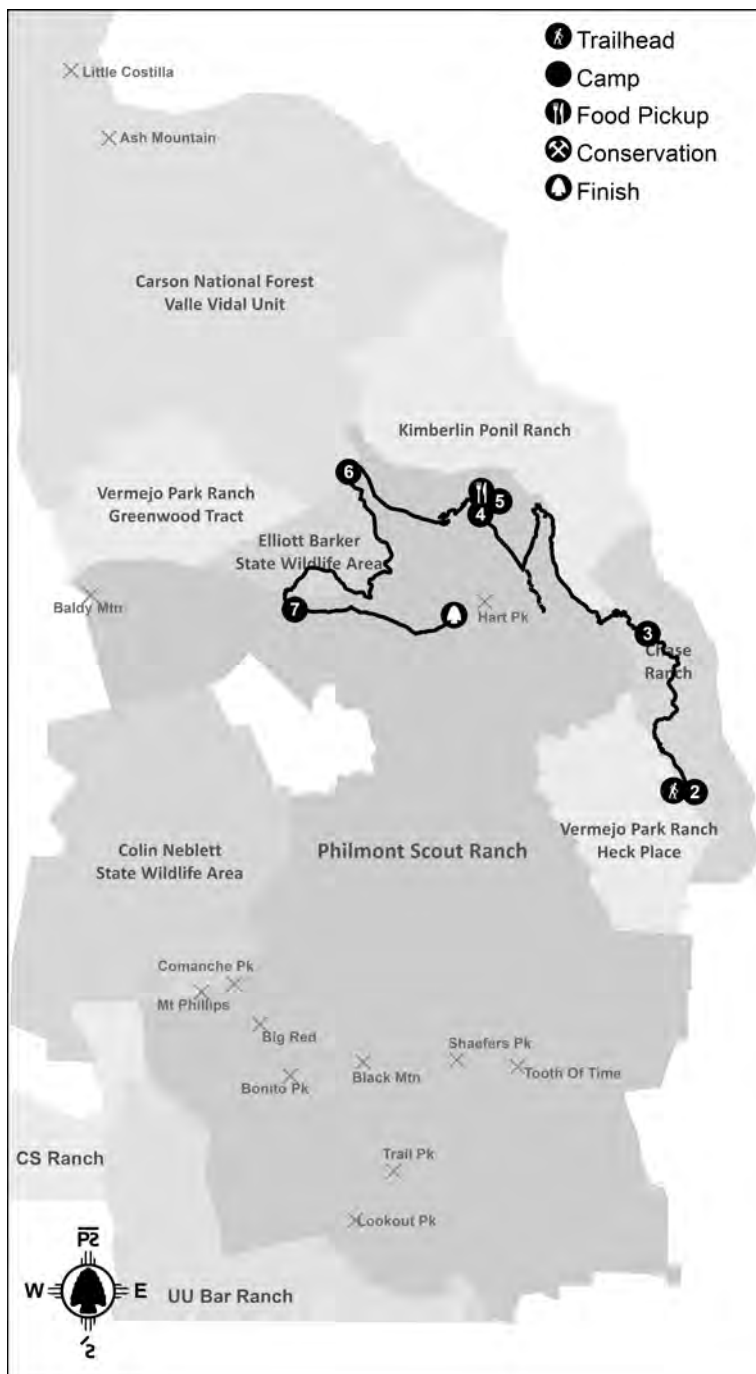 Trailhead
Camp
Food Pickup
Conservation
Finish
Little Costilla
Ash Mountain
Carson National Forest
Valle Vidal Unit
Kimberlin Ponil Ranch
6
Vermejo Park Ranch
Greenwood Tract
5
4
Elliott Barker
State Wildlife Area
Baldy Mtn
7
Hart Pk
3
Chase
Ranch
2
Vermejo Park Ranch
Heck Place
Colin Neblett
State Wildlife Area
Philmont Scout Ranch
Comanche Pk
Mt Phillips
Big Red
Bonito Pk
Black Mtn
Shaefers Pk
Tooth Of Time
Trail Pk
CS Ranch
Lookout Pk
W
E
UU Bar Ranch